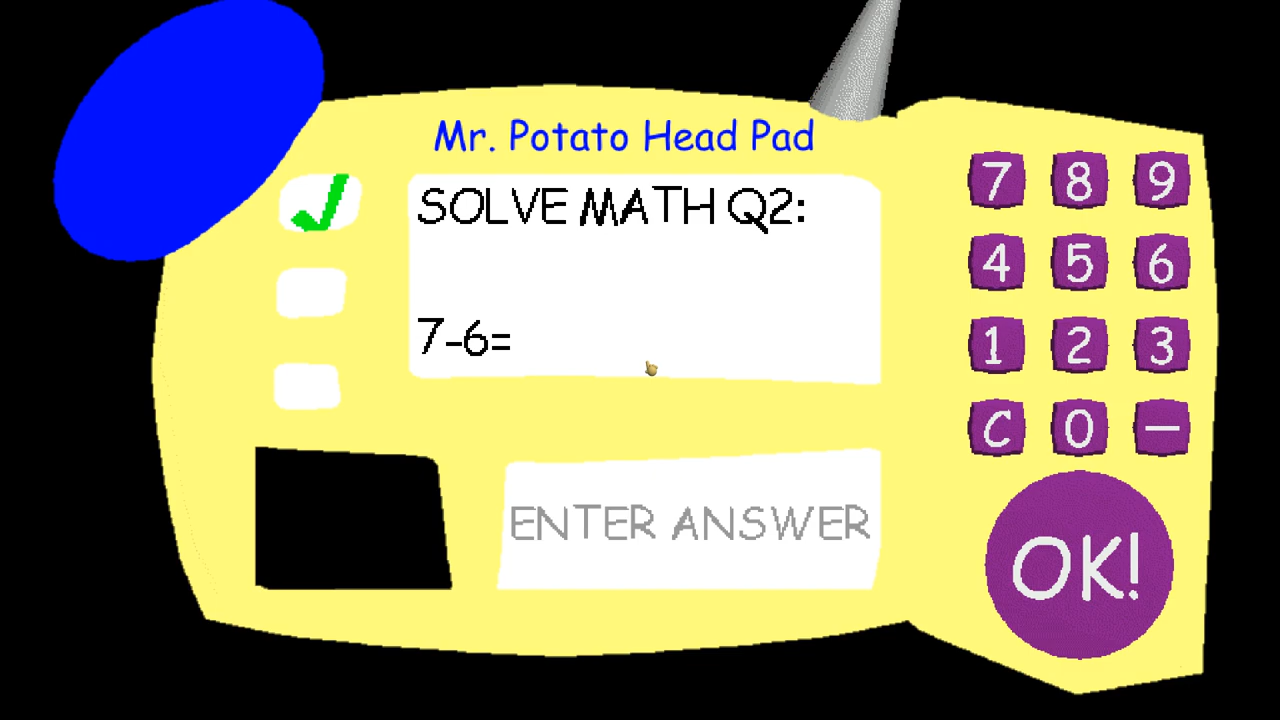 Mr. Potato Head Pad
SOLVE MATH Q2:
7-6=
ENTER ANSWER
7 8 9
4 5 6
1 2 3
C 0 —
OK!